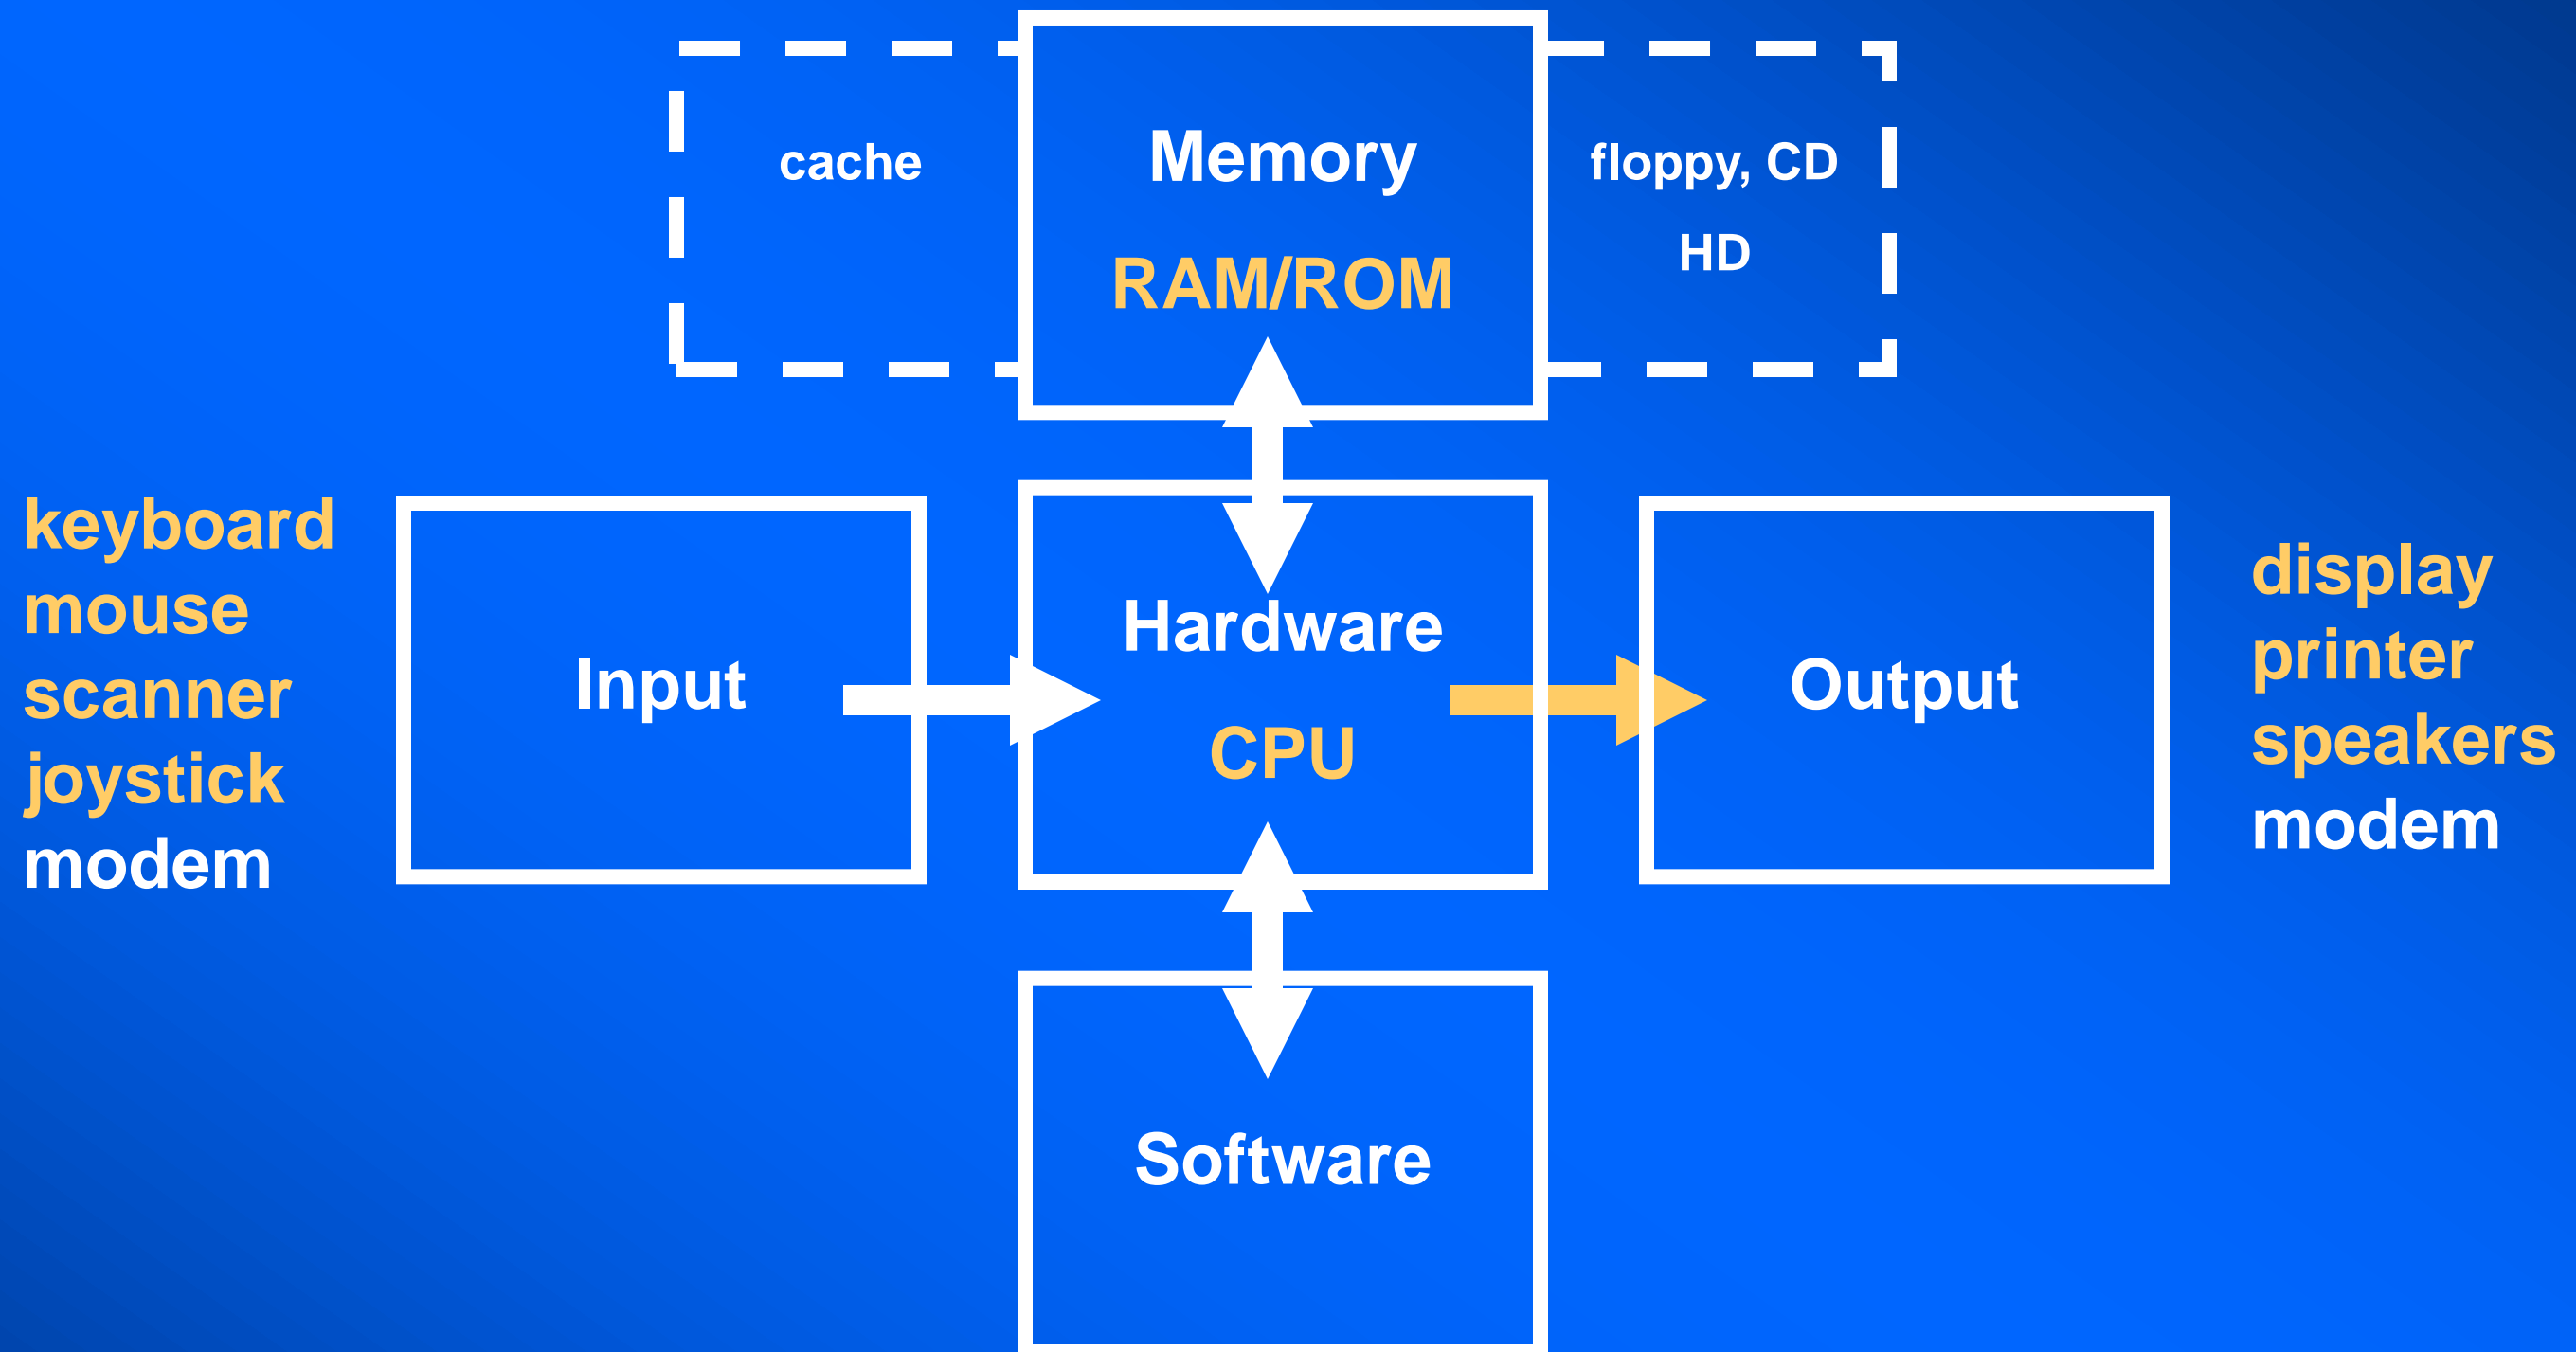 cache
Memory
RAM/ROM
floppy, CD
HD
keyboard
mouse
scanner
joystick
modem
Input
Hardware
CPU
Output
display
printer
speakers
modem
Software